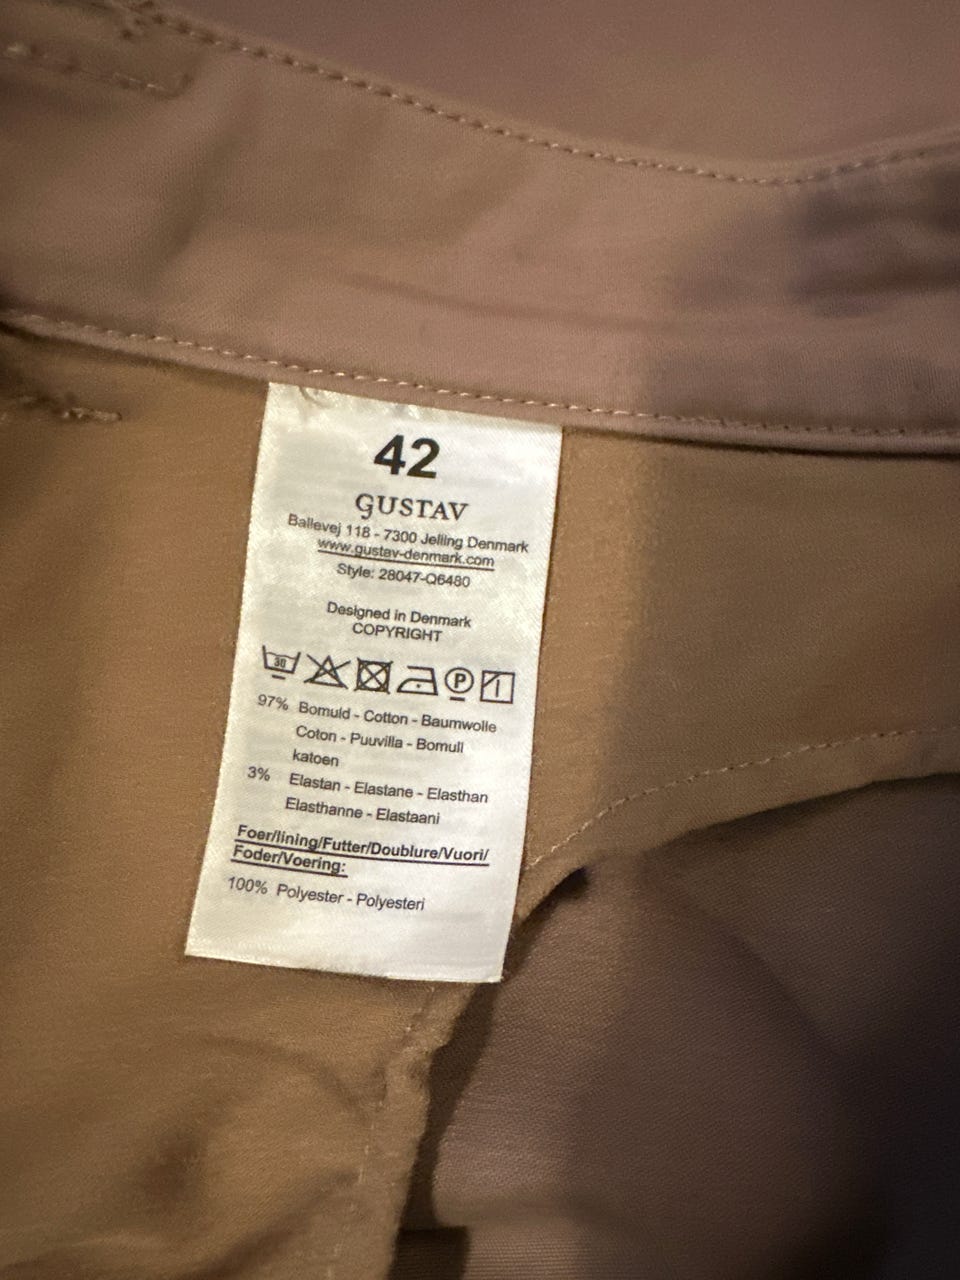 42
GUSTAV
Ballevej 118 - 7300 Jelling Denmark
www.gustav-denmark.com
Style: 28047-Q6480
Designed in Denmark
COPYRIGHT
30 P
97% Bomuld - Cotton - Baumwolle
Coton - Puuvilla - Bomull
katoen
3% Elastan - Elastane - Elasthan
Elasthanne - Elastaani
Foer/lining/Futter/Doublure/Vuori/
Foder/Voering:
100% Polyester - Polyesteri